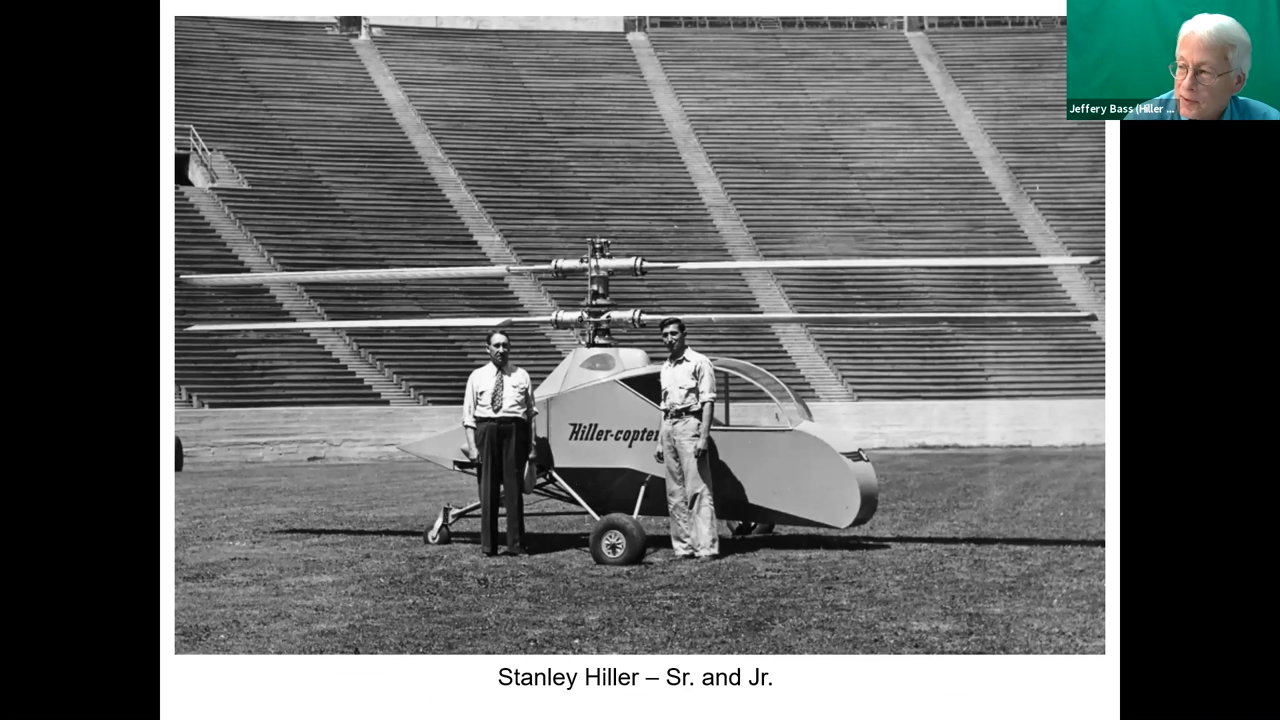 Jeffery Bass (Hiller ...
Hiller-copter
Stanley Hiller – Sr. and Jr.